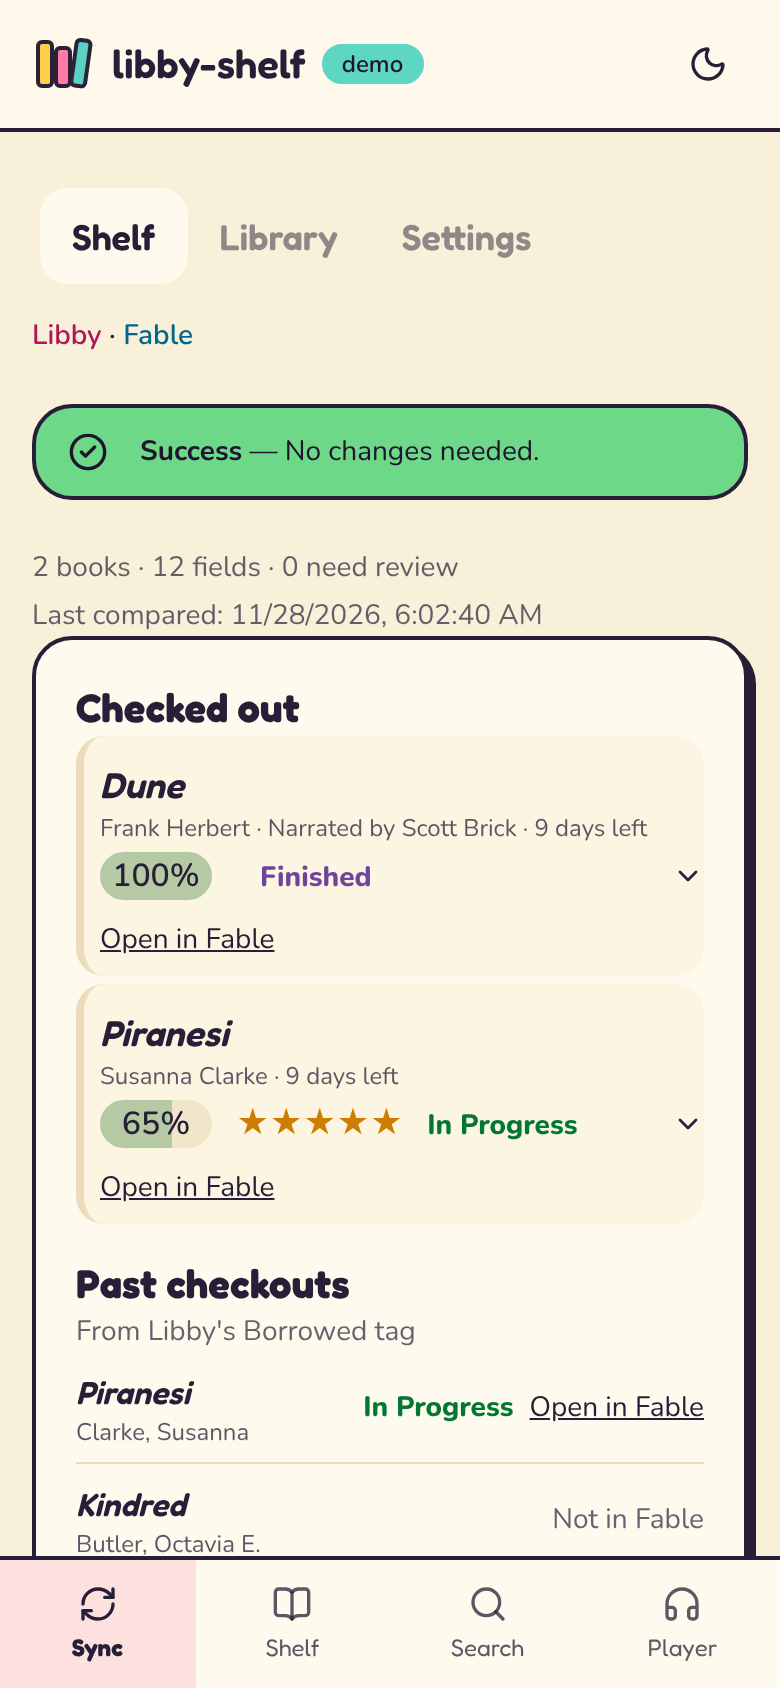 libby-shelf demo
Shelf Library Settings
Libby · Fable
Success — No changes needed.
2 books · 12 fields · 0 need review
Last compared: 11/28/2026, 6:02:40 AM
Checked out
Dune
Frank Herbert · Narrated by Scott Brick · 9 days left
100% Finished
Open in Fable
Piranesi
Susanna Clarke · 9 days left
65% ★★★★★ In Progress
Open in Fable
Past checkouts
From Libby's Borrowed tag
Piranesi
Clarke, Susanna
In Progress Open in Fable
Kindred
Butler, Octavia E.
Not in Fable
Sync Shelf Search Player